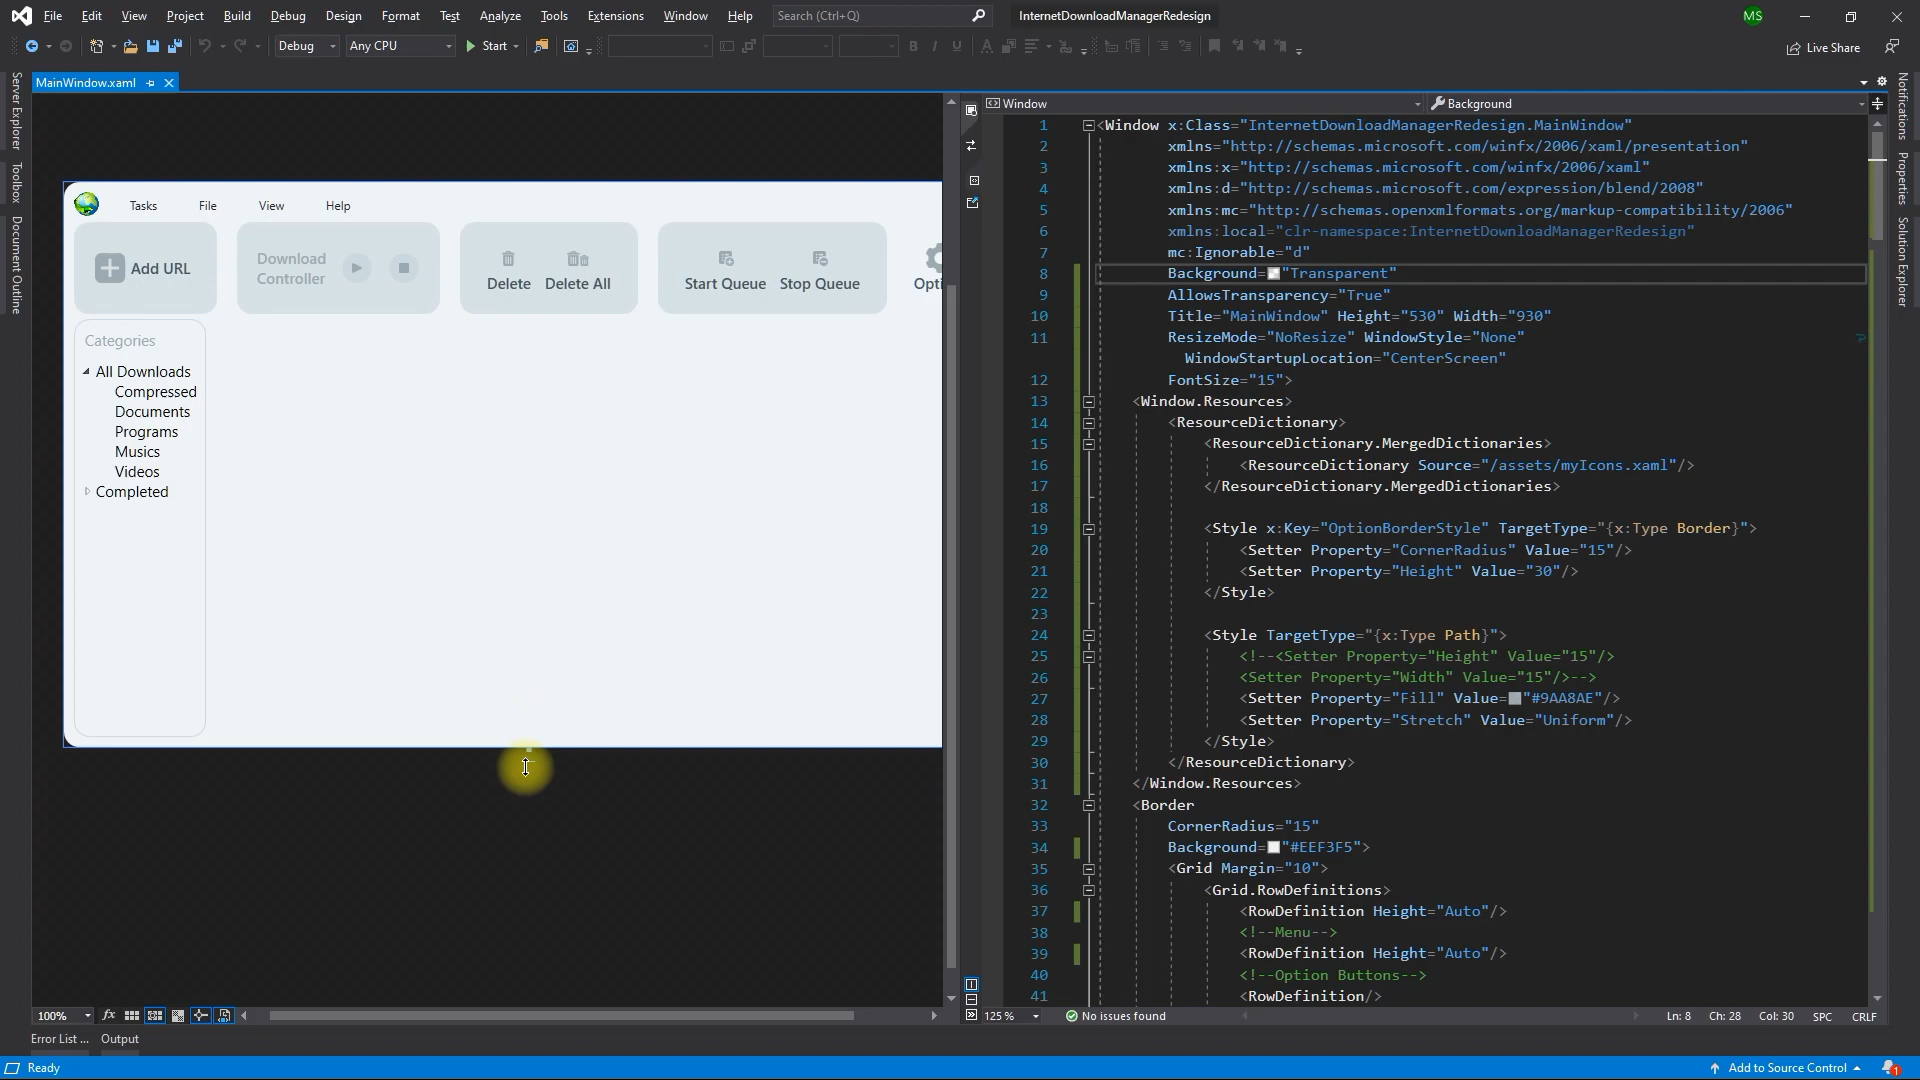 File Edit View Project Build Debug Design Format Test Analyze Tools Extensions Window Help Search (Ctrl+Q) InternetDownloadManagerRedesign MS
Debug Any CPU Start Live Share
Server Explorer
Toolbox
Document Outline
MainWindow.xaml
Tasks File View Help
Add URL
Download
Controller
Delete Delete All
Start Queue Stop Queue
Opti
Categories
All Downloads
Compressed
Documents
Programs
Musics
Videos
Completed
100%
Window Background
1 <Window x:Class="InternetDownloadManagerRedesign.MainWindow"
2 xmlns="http://schemas.microsoft.com/winfx/2006/xaml/presentation"
3 xmlns:x="http://schemas.microsoft.com/winfx/2006/xaml"
4 xmlns:d="http://schemas.microsoft.com/expression/blend/2008"
5 xmlns:mc="http://schemas.openxmlformats.org/markup-compatibility/2006"
6 xmlns:local="clr-namespace:InternetDownloadManagerRedesign"
7 mc:Ignorable="d"
8 Background="Transparent"
9 AllowsTransparency="True"
10 Title="MainWindow" Height="530" Width="930"
11 ResizeMode="NoResize" WindowStyle="None"
WindowStartupLocation="CenterScreen"
12 FontSize="15">
13 <Window.Resources>
14 <ResourceDictionary>
15 <ResourceDictionary.MergedDictionaries>
16 <ResourceDictionary Source="/assets/myIcons.xaml"/>
17 </ResourceDictionary.MergedDictionaries>
18
19 <Style x:Key="OptionBorderStyle" TargetType="{x:Type Border}">
20 <Setter Property="CornerRadius" Value="15"/>
21 <Setter Property="Height" Value="30"/>
22 </Style>
23
24 <Style TargetType="{x:Type Path}">
25 <!--<Setter Property="Height" Value="15"/>
26 <Setter Property="Width" Value="15"/>-->
27 <Setter Property="Fill" Value="#9AA8AE"/>
28 <Setter Property="Stretch" Value="Uniform"/>
29 </Style>
30 </ResourceDictionary>
31 </Window.Resources>
32 <Border
33 CornerRadius="15"
34 Background="#EEF3F5">
35 <Grid Margin="10">
36 <Grid.RowDefinitions>
37 <RowDefinition Height="Auto"/>
38 <!--Menu-->
39 <RowDefinition Height="Auto"/>
40 <!--Option Buttons-->
41 <RowDefinition/>
125 % No issues found Ln: 8 Ch: 28 Col: 30 SPC CRLF
Notifications
Properties
Solution Explorer
Error List ... Output
Ready Add to Source Control 1